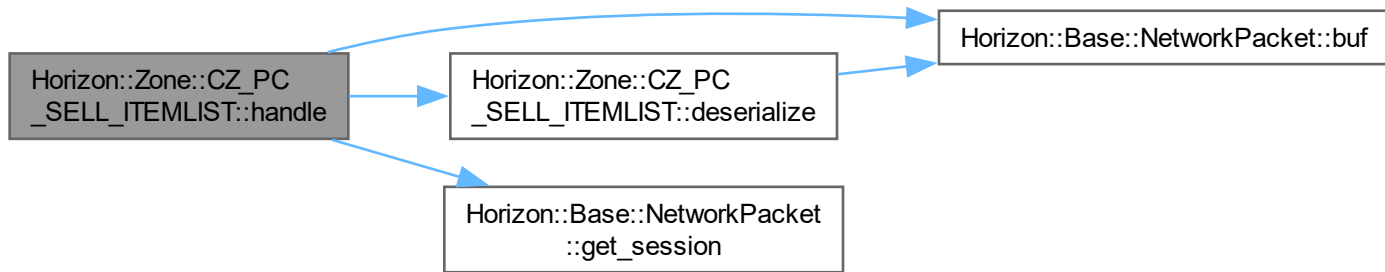 Horizon::Zone::CZ_PC
_SELL_ITEMLIST::handle
Horizon::Base::NetworkPacket::buf
Horizon::Zone::CZ_PC
_SELL_ITEMLIST::deserialize
Horizon::Base::NetworkPacket
::get_session